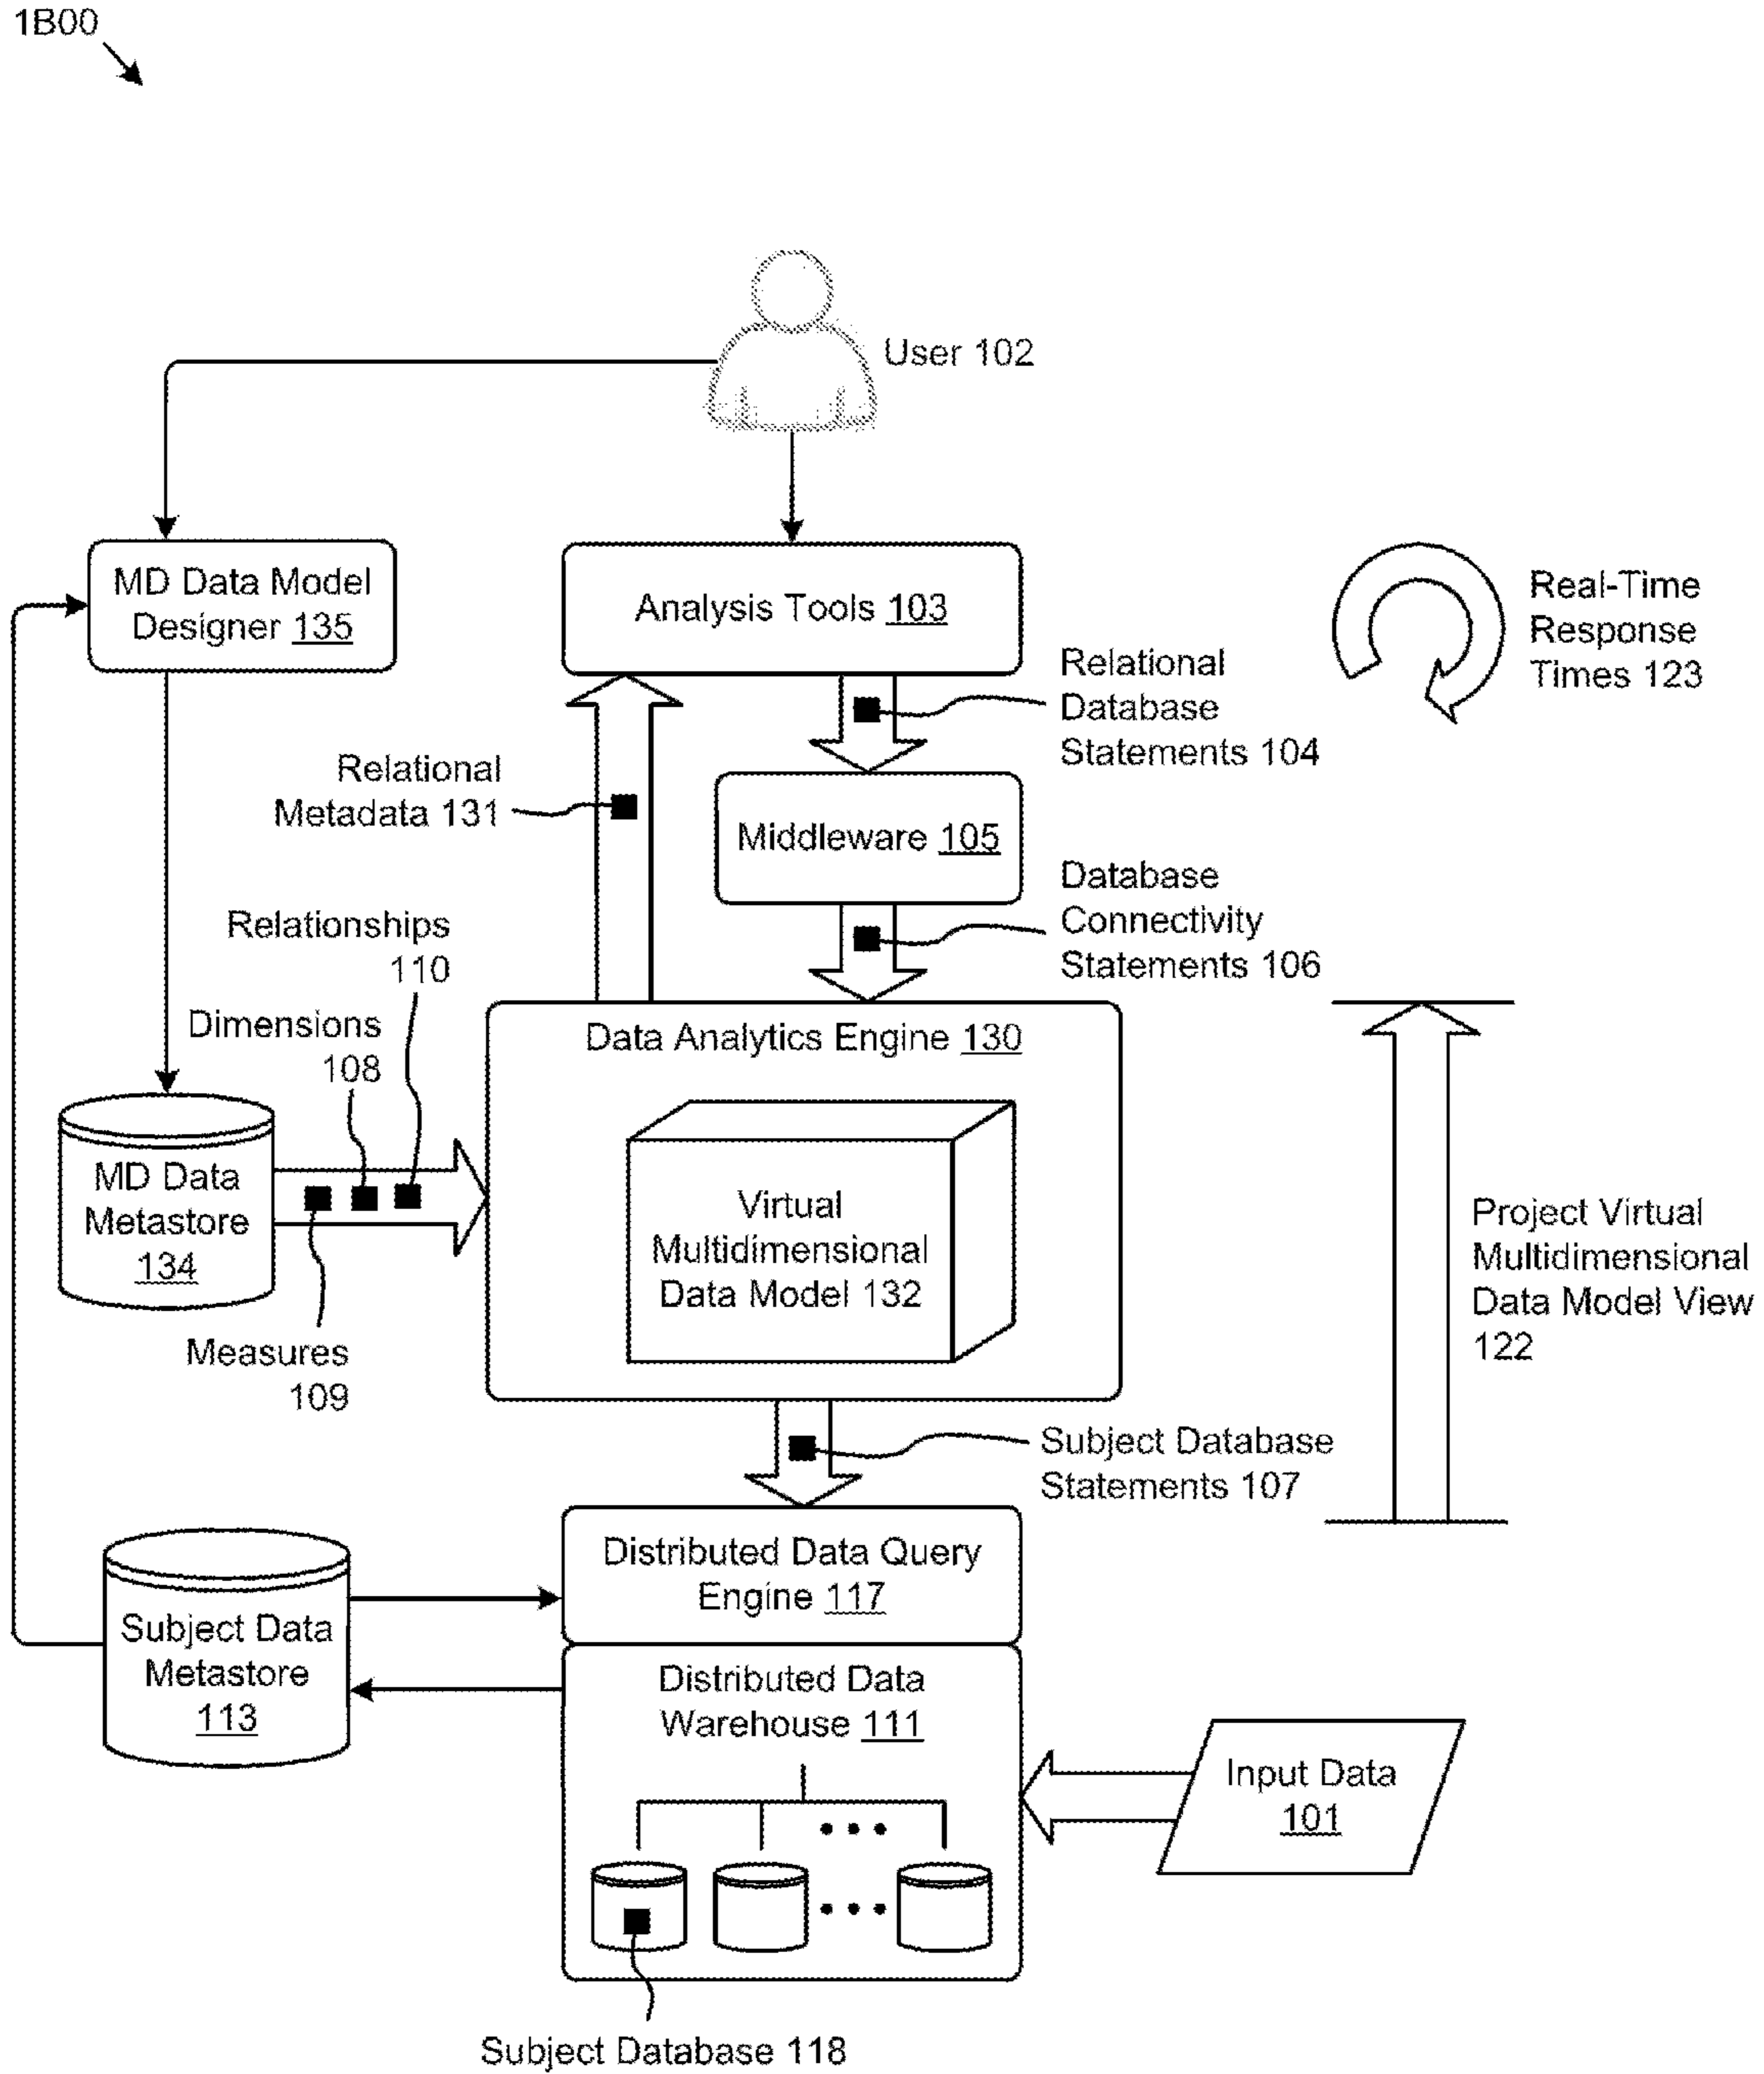 1B00
User 102
MD Data Model
Designer 135
Analysis Tools 103
Real-Time
Response
Times 123
Relational
Database
Statements 104
Relational
Metadata 131
Middleware 105
Database
Connectivity
Statements 106
Relationships
110
Dimensions
108
Data Analytics Engine 130
MD Data
Metastore
134
Virtual
Multidimensional
Data Model 132
Project Virtual
Multidimensional
Data Model View
122
Measures
109
Subject Database
Statements 107
Distributed Data Query
Engine 117
Subject Data
Metastore
113
Distributed Data
Warehouse 111
Input Data
101
Subject Database 118